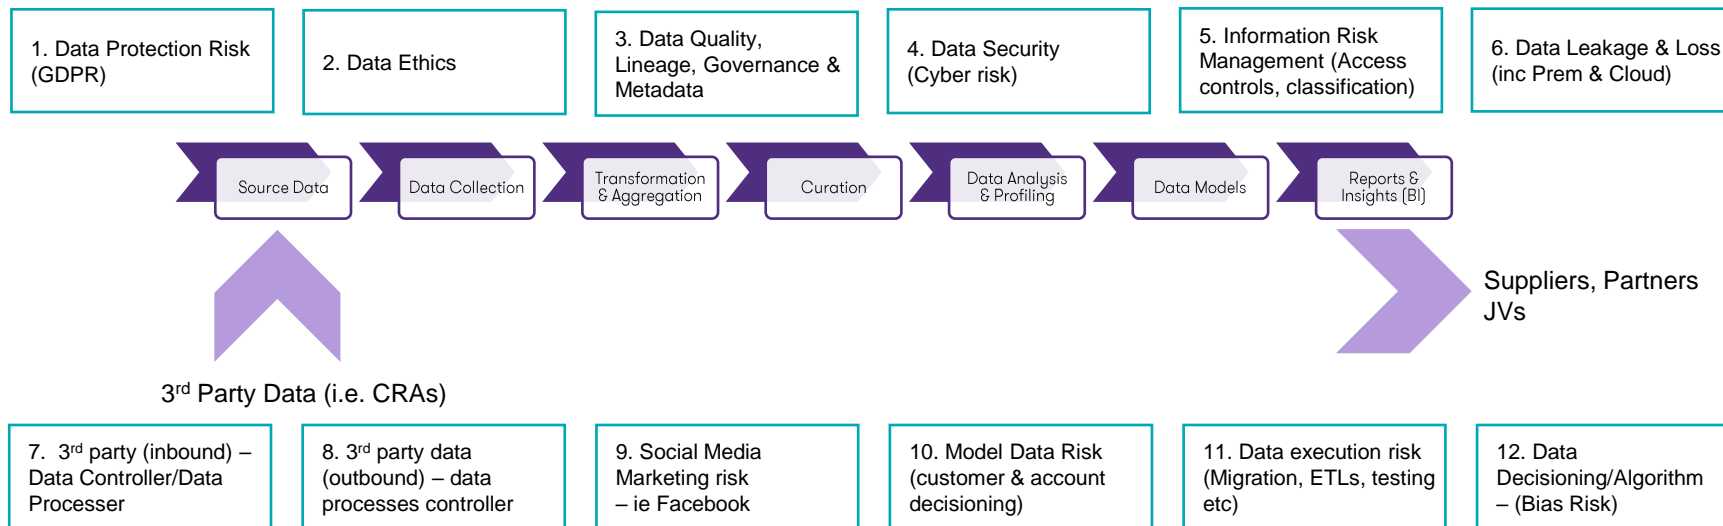 1. Data Protection Risk
(GDPR)
2. Data Ethics
3. Data Quality,
Lineage, Governance &
Metadata
4. Data Security
(Cyber risk)
5. Information Risk
Management (Access
controls, classification)
6. Data Leakage & Loss
(inc Prem & Cloud)
Source Data
Data Collection
Transformation
& Aggregation
Curation
Data Analysis
& Profiling
Data Models
Reports &
Insights (BI)
Suppliers, Partners
JVs
3rd Party Data (i.e. CRAs)
7. 3rd party (inbound) –
Data Controller/Data
Processer
8. 3rd party data
(outbound) – data
processes controller
9. Social Media
Marketing risk
– ie Facebook
10. Model Data Risk
(customer & account
decisioning)
11. Data execution risk
(Migration, ETLs, testing
etc)
12. Data
Decisioning/Algorithm
– (Bias Risk)